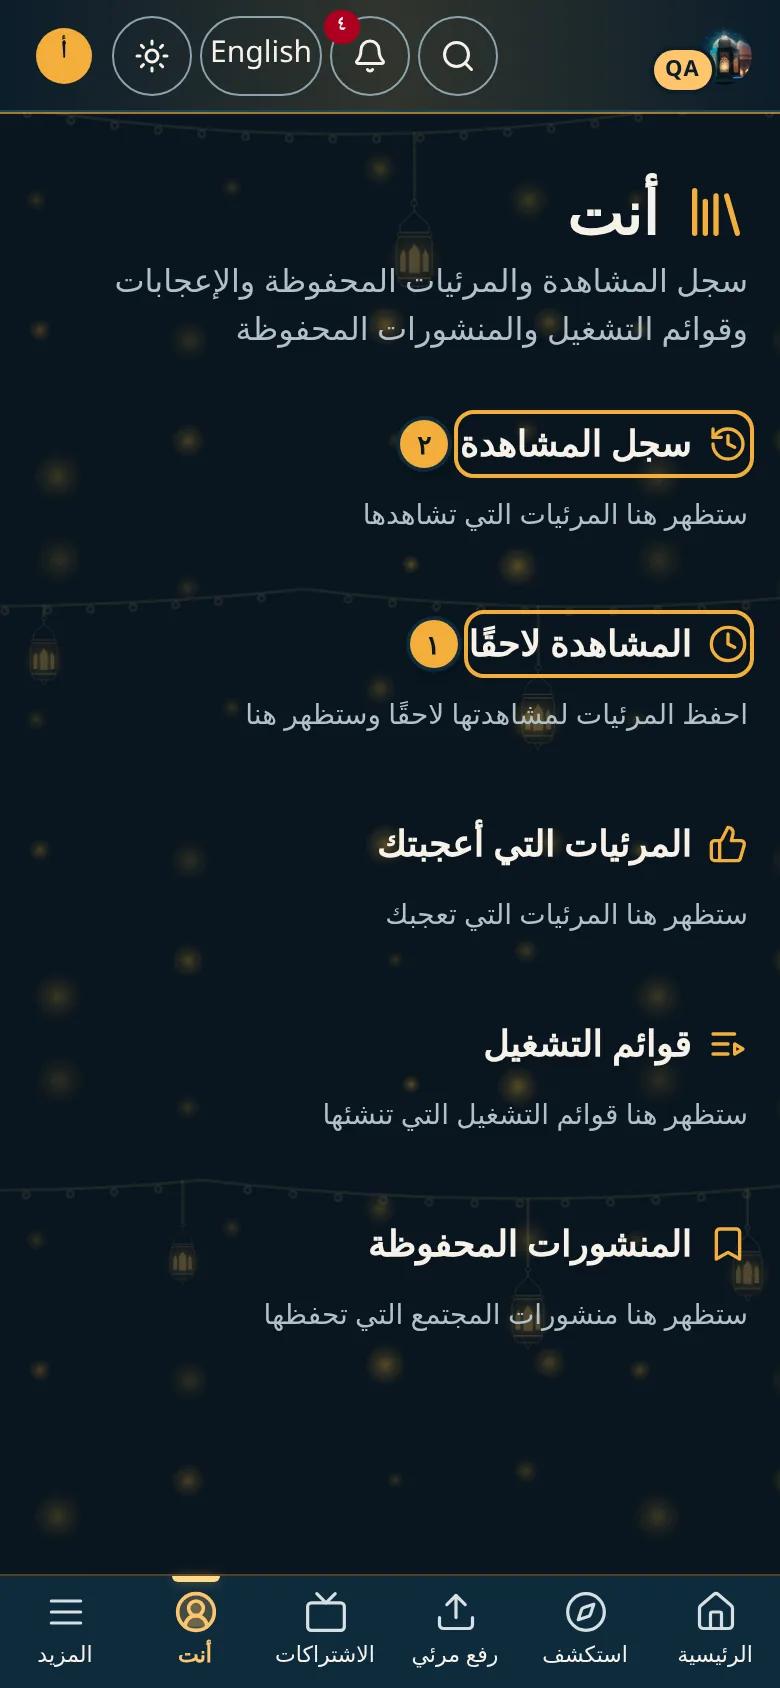 QA
٤
English
أ
أنت
سجل المشاهدة والمرئيات المحفوظة والإعجابات
وقوائم التشغيل والمنشورات المحفوظة
سجل المشاهدة ٢
ستظهر هنا المرئيات التي تشاهدها
المشاهدة لاحقًا ١
احفظ المرئيات لمشاهدتها لاحقًا وستظهر هنا
المرئيات التي أعجبتك
ستظهر هنا المرئيات التي تعجبك
قوائم التشغيل
ستظهر هنا قوائم التشغيل التي تنشئها
المنشورات المحفوظة
ستظهر هنا منشورات المجتمع التي تحفظها
الرئيسية
استكشف
رفع مرئي
الاشتراكات
أنت
المزيد